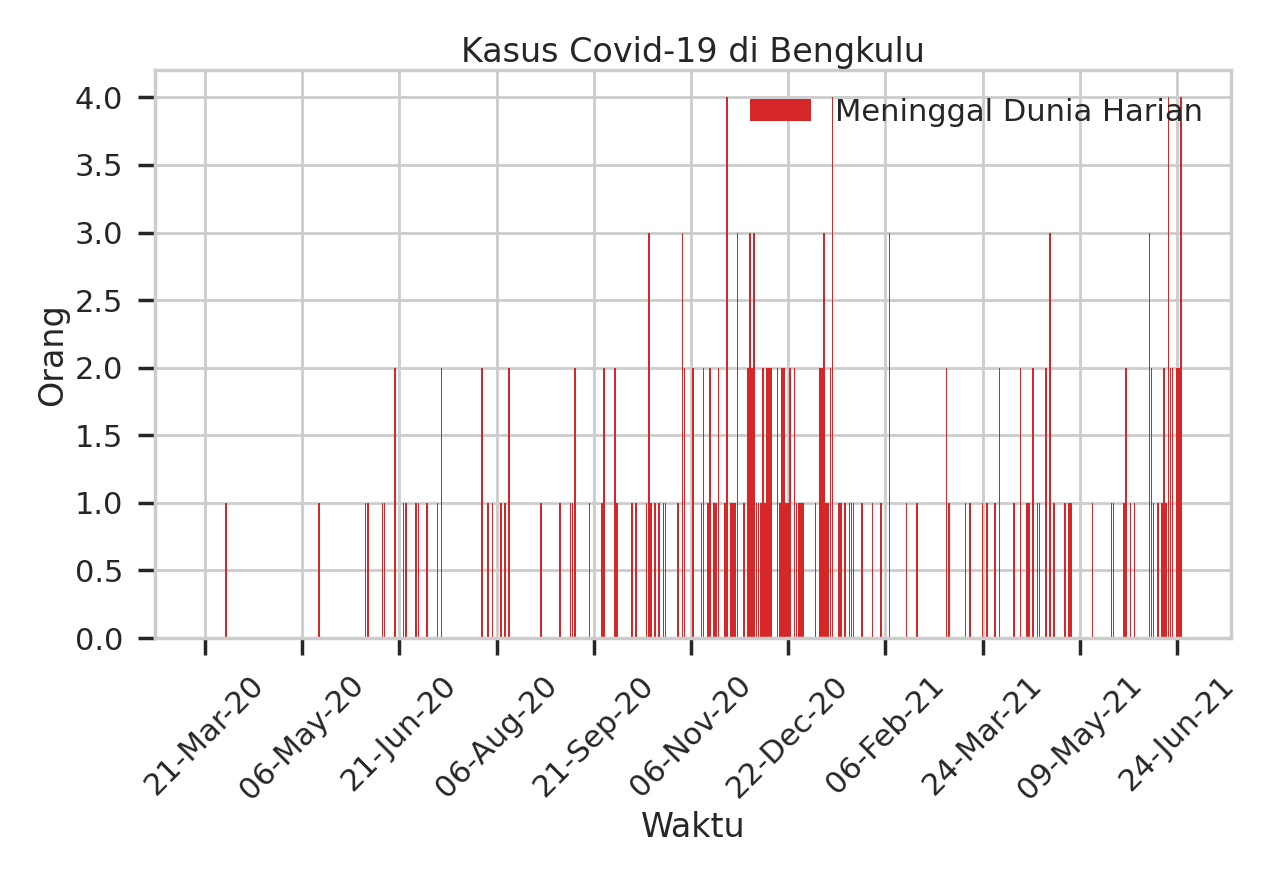 Kasus Covid-19 di Bengkulu
Meninggal Dunia Harian
Orang
4.0
3.5
3.0
2.5
2.0
1.5
1.0
0.5
0.0
21-Mar-20
06-May-20
21-Jun-20
06-Aug-20
21-Sep-20
06-Nov-20
22-Dec-20
06-Feb-21
24-Mar-21
09-May-21
24-Jun-21
Waktu